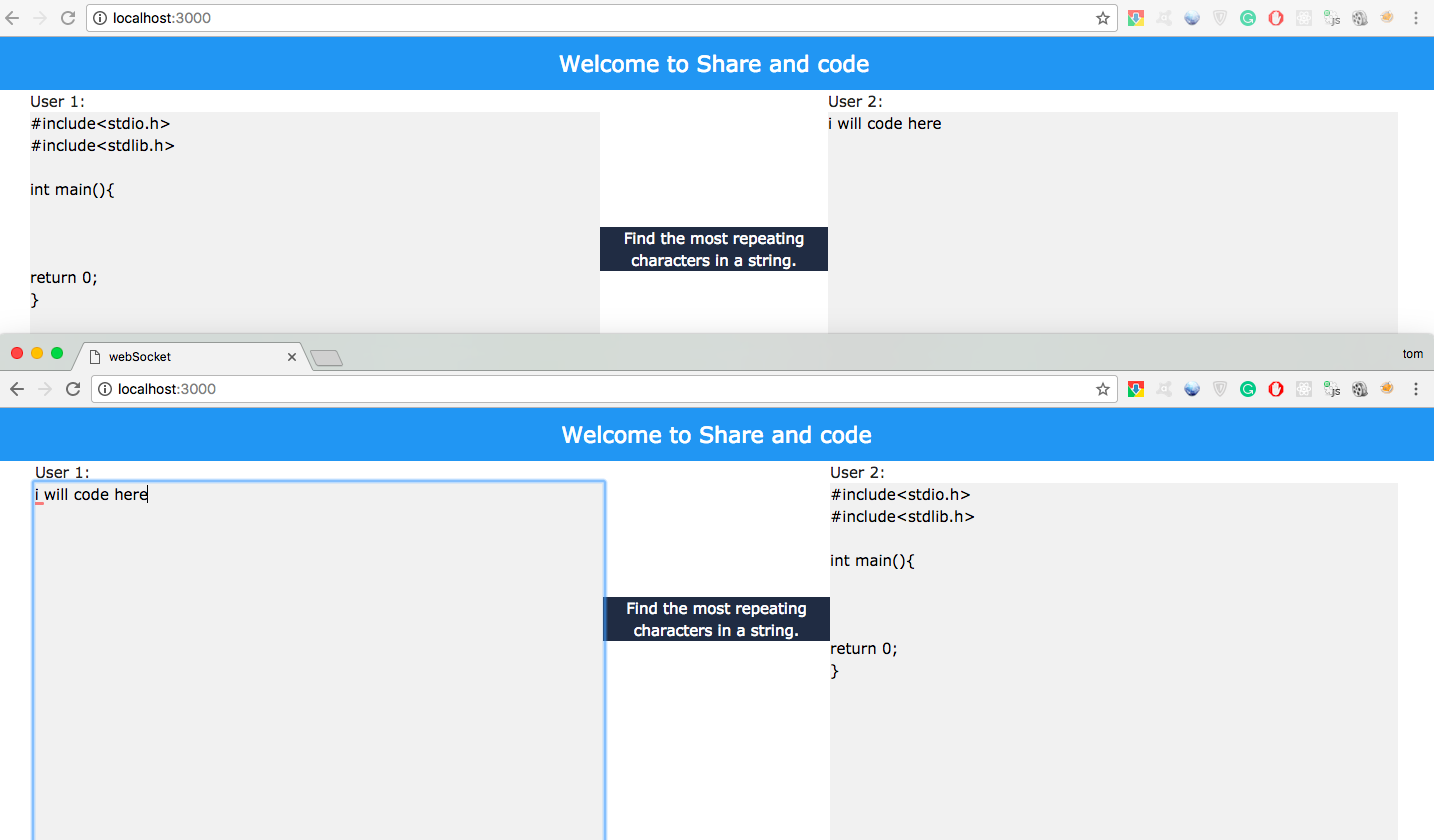 localhost:3000
Welcome to Share and code
User 1:
#include<stdio.h>
#include<stdlib.h>
int main(){
return 0;
}
Find the most repeating
characters in a string.
User 2:
i will code here
webSocket
tom
localhost:3000
Welcome to Share and code
User 1:
i will code here
Find the most repeating
characters in a string.
User 2:
#include<stdio.h>
#include<stdlib.h>
int main(){
return 0;
}